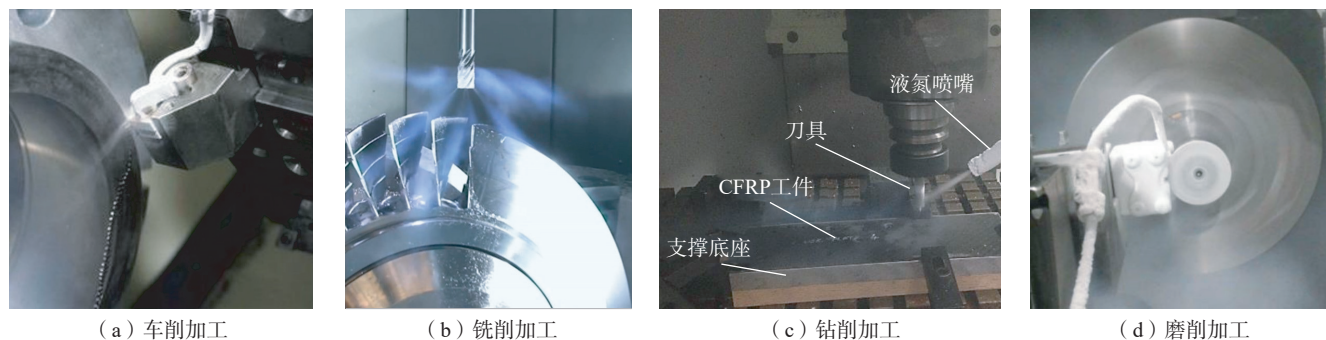 液氮喷嘴
刀具
CFRP工件
支撑底座
（a）车削加工
（b）铣削加工
（c）钻削加工
（d）磨削加工